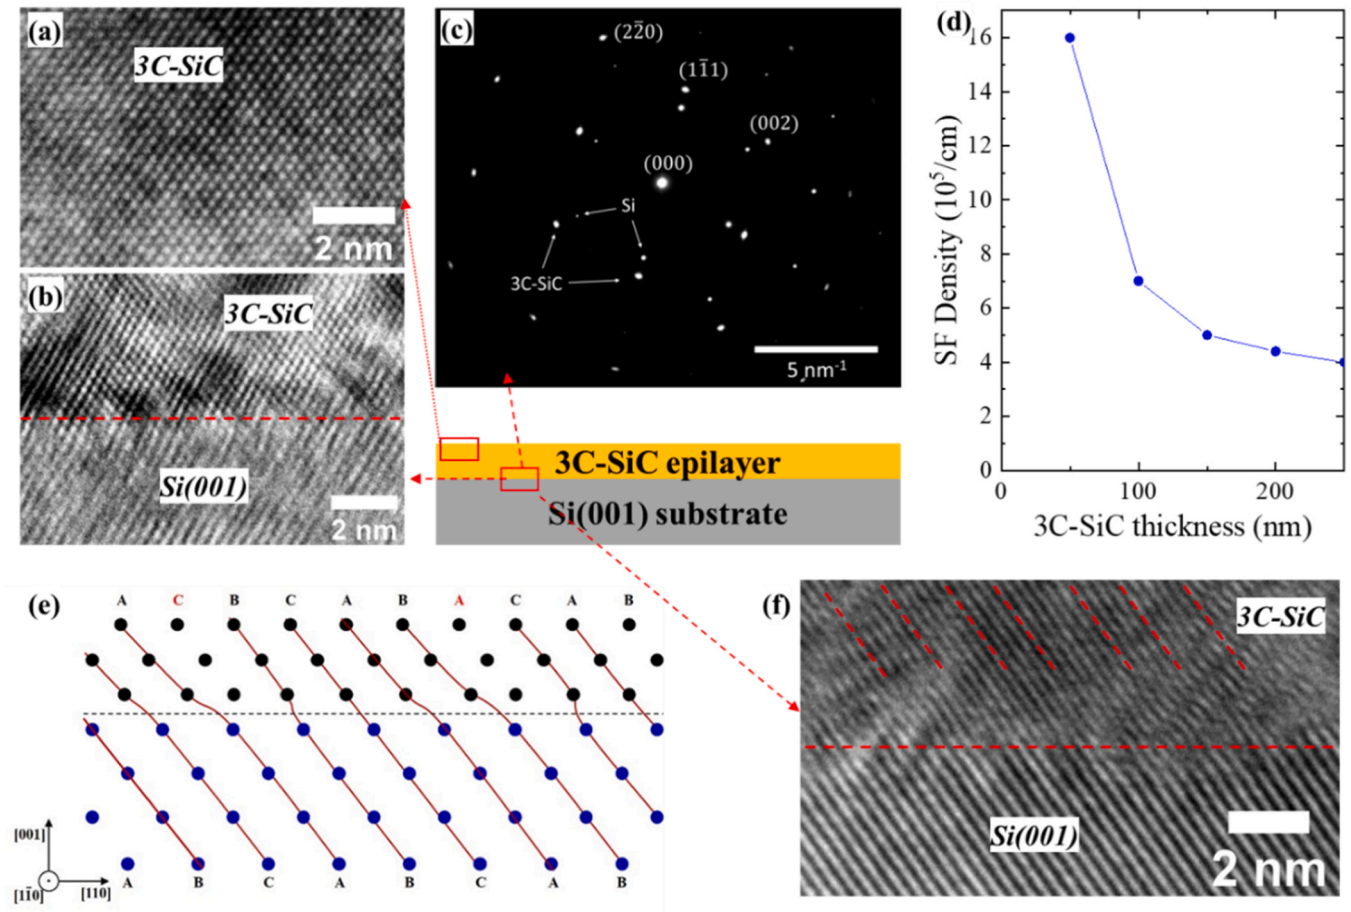 (a)
3C-SiC
2 nm
(b)
3C-SiC
Si(001)
2 nm
(c)
(22̄0)
(11̄1)
(002)
(000)
Si
3C-SiC
5 nm⁻¹
3C-SiC epilayer
Si(001) substrate
(d)
16
14
12
10
8
6
4
2
0
SF Density (10⁵/cm)
0 100 200
3C-SiC thickness (nm)
(e)
A C B C A B A C A B
[001]
[11̄0]
[110]
A B C A B C A B
(f)
3C-SiC
Si(001)
2 nm